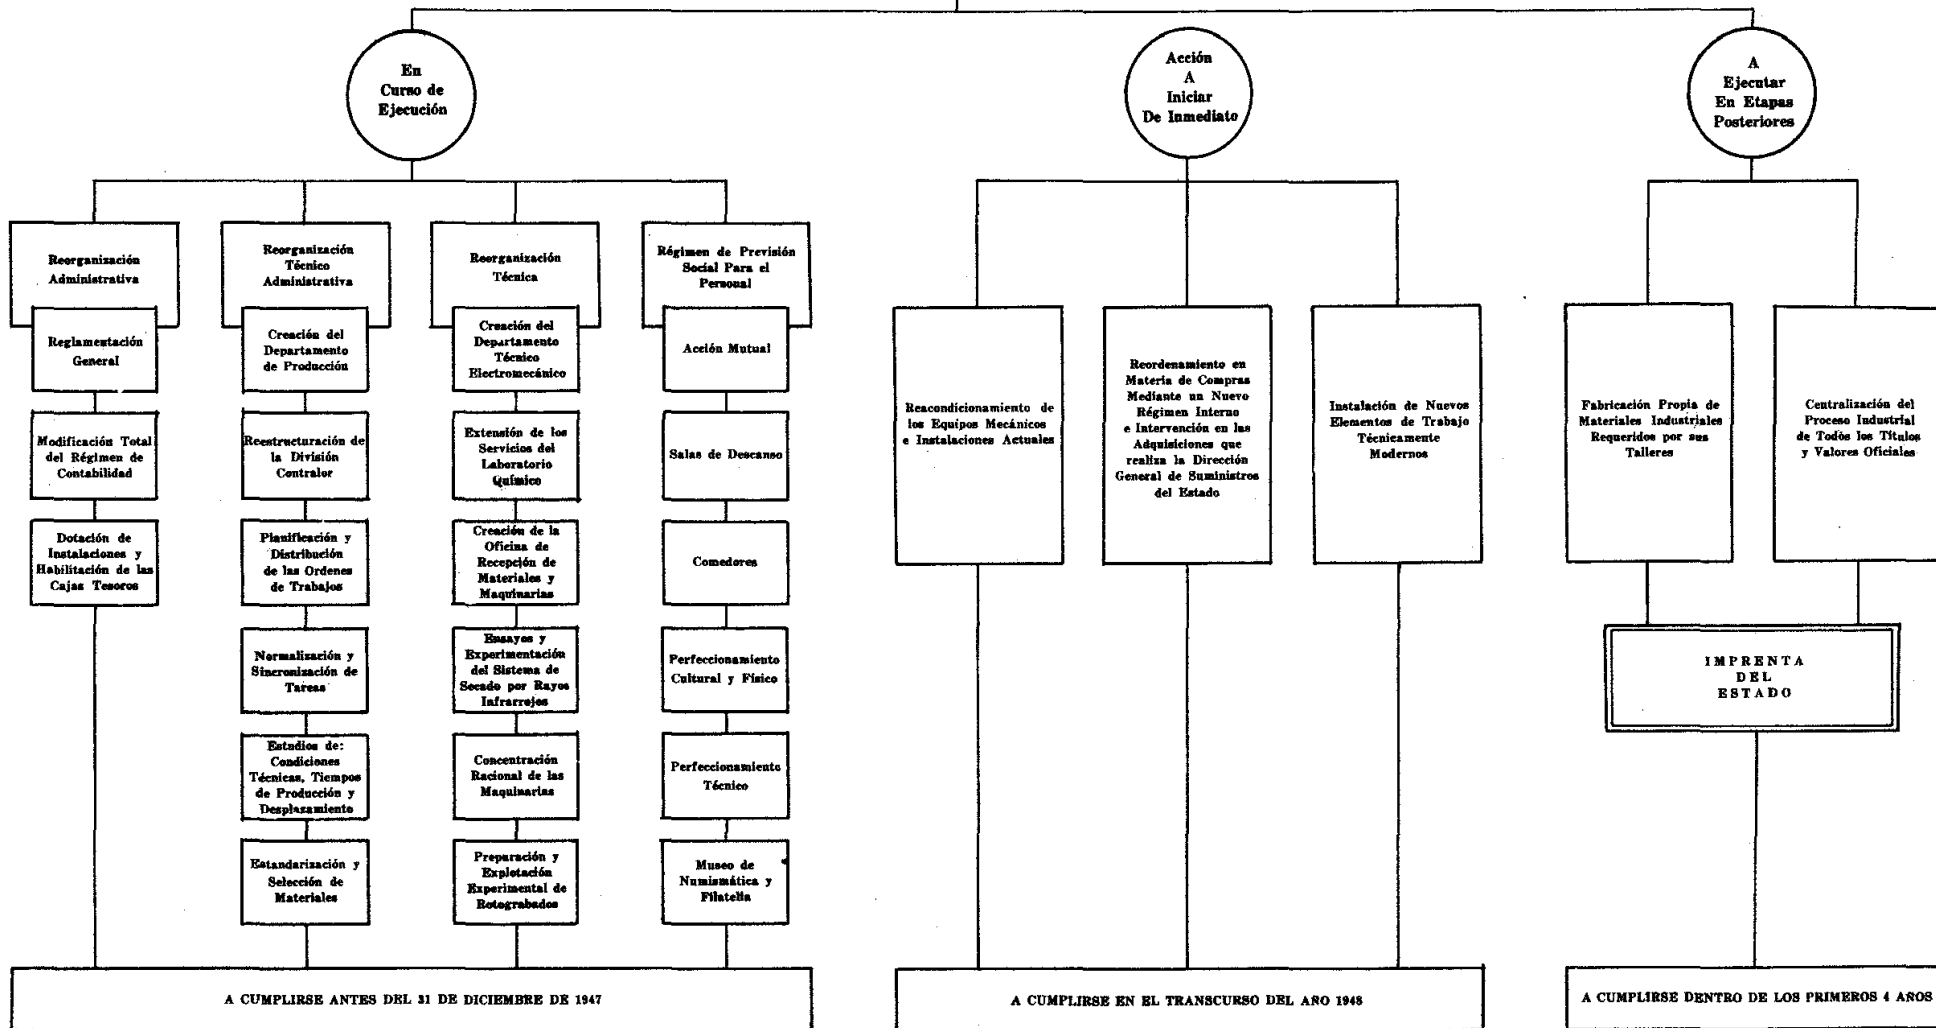 En
Curso de
Ejecución
Acción
A
Iniciar
De Inmediato
A
Ejecutar
En Etapas
Posteriores
Reorganización
Administrativa
Reglamentación
General
Modificación Total
del Régimen de
Contabilidad
Dotación de
Instalaciones y
Habilitación de las
Cajas Tesoros
Reorganización
Técnico
Administrativa
Creación del
Departamento
de Producción
Reestructuración de
la División
Contralor
Planificación y
Distribución
de las Ordenes
de Trabajos
Normalización y
Sincronización de
Tareas
Estudios de:
Condiciones
Técnicas, Tiempos
de Producción y
Desplazamiento
Estandarización y
Selección de
Materiales
Reorganización
Técnica
Creación del
Departamento
Técnico
Electromecánico
Extensión de los
Servicios del
Laboratorio
Químico
Creación de la
Oficina de
Recepción de
Materiales y
Maquinarias
Ensayos y
Experimentación
del Sistema de
Secado por Rayos
Infrarrojos
Concentración
Racional de las
Maquinarias
Preparación y
Explotación
Experimental de
Rotograbados
Régimen de Previsión
Social Para el
Personal
Acción Mutual
Salas de Descanso
Comedores
Perfeccionamiento
Cultural y Físico
Perfeccionamiento
Técnico
Museo de
Numismática y
Filatelia
Reacondicionamiento de
los Equipos Mecánicos
e Instalaciones Actuales
Reordenamiento en
Materia de Compras
Mediante un Nuevo
Régimen Interno
e Intervención en las
Adquisiciones que
realiza la Dirección
General de Suministros
del Estado
Instalación de Nuevos
Elementos de Trabajo
Técnicamente
Modernos
Fabricación Propia de
Materiales Industriales
Requeridos por sus
Talleres
Centralización del
Proceso Industrial
de Todos los Títulos
y Valores Oficiales
IMPRENTA
DEL
ESTADO
A CUMPLIRSE ANTES DEL 31 DE DICIEMBRE DE 1947
A CUMPLIRSE EN EL TRANSCURSO DEL AÑO 1948
A CUMPLIRSE DENTRO DE LOS PRIMEROS 4 AÑOS